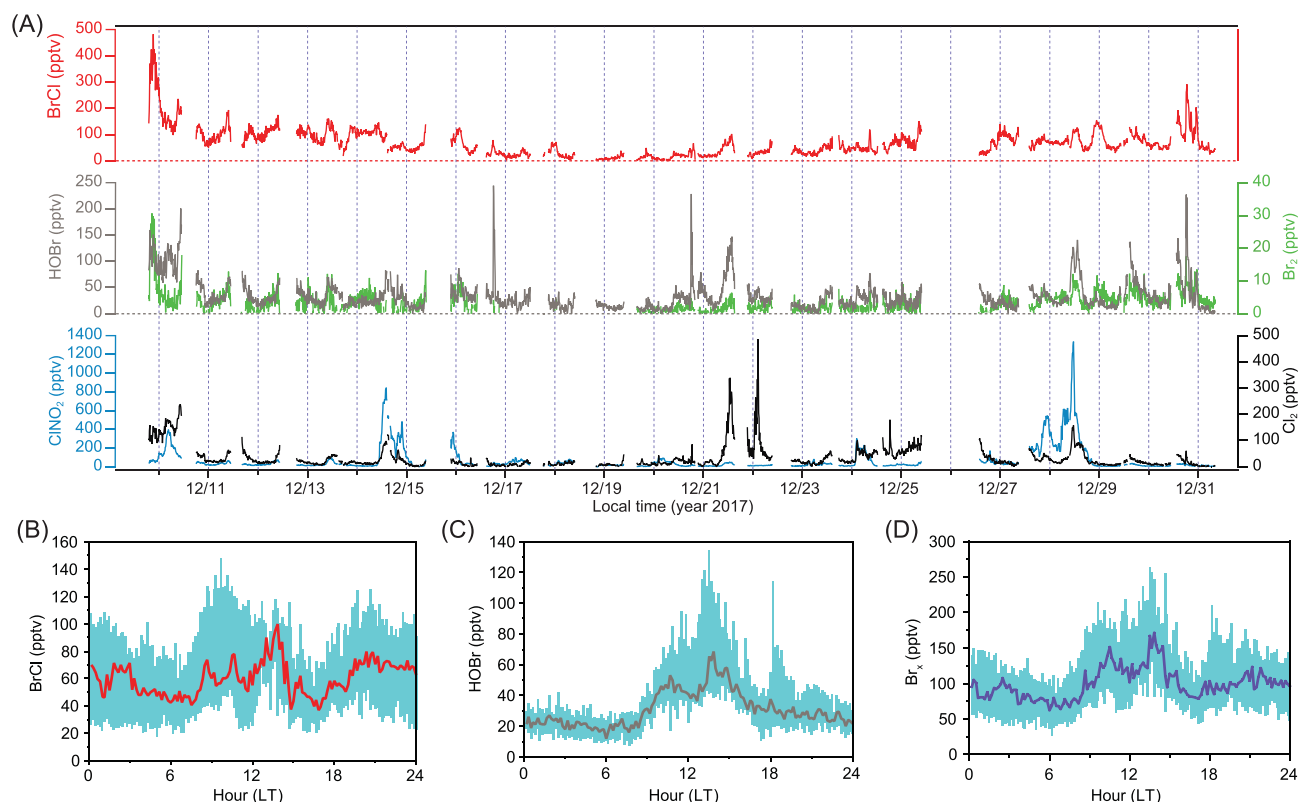 (A)
BrCl (pptv)
500
400
300
200
100
0
HOBr (pptv)
250
200
150
100
50
0
Br2 (pptv)
40
30
20
10
0
ClNO2 (pptv)
1400
1200
1000
800
600
400
200
0
Cl2 (pptv)
500
400
300
200
100
0
12/11 12/13 12/15 12/17 12/19 12/21 12/23 12/25 12/27 12/29 12/31
Local time (year 2017)
(B)
BrCl (pptv)
160
140
120
100
80
60
40
20
0
0 6 12 18 24
Hour (LT)
(C)
HOBr (pptv)
140
120
100
80
60
40
20
0
0 6 12 18 24
Hour (LT)
(D)
Brx (pptv)
300
250
200
150
100
50
0
0 6 12 18 24
Hour (LT)